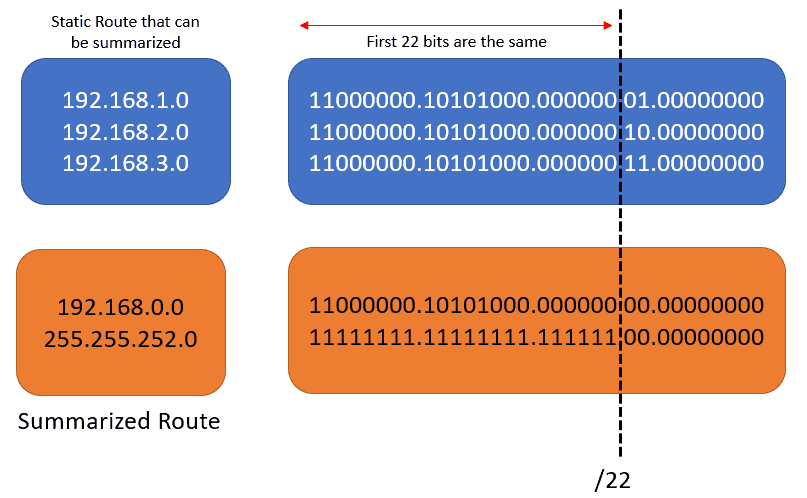 Static Route that can
be summarized
First 22 bits are the same
192.168.1.0
192.168.2.0
192.168.3.0
11000000.10101000.000000 01.00000000
11000000.10101000.000000 10.00000000
11000000.10101000.000000 11.00000000
192.168.0.0
255.255.252.0
11000000.10101000.000000 00.00000000
11111111.11111111.111111 00.00000000
Summarized Route
/22